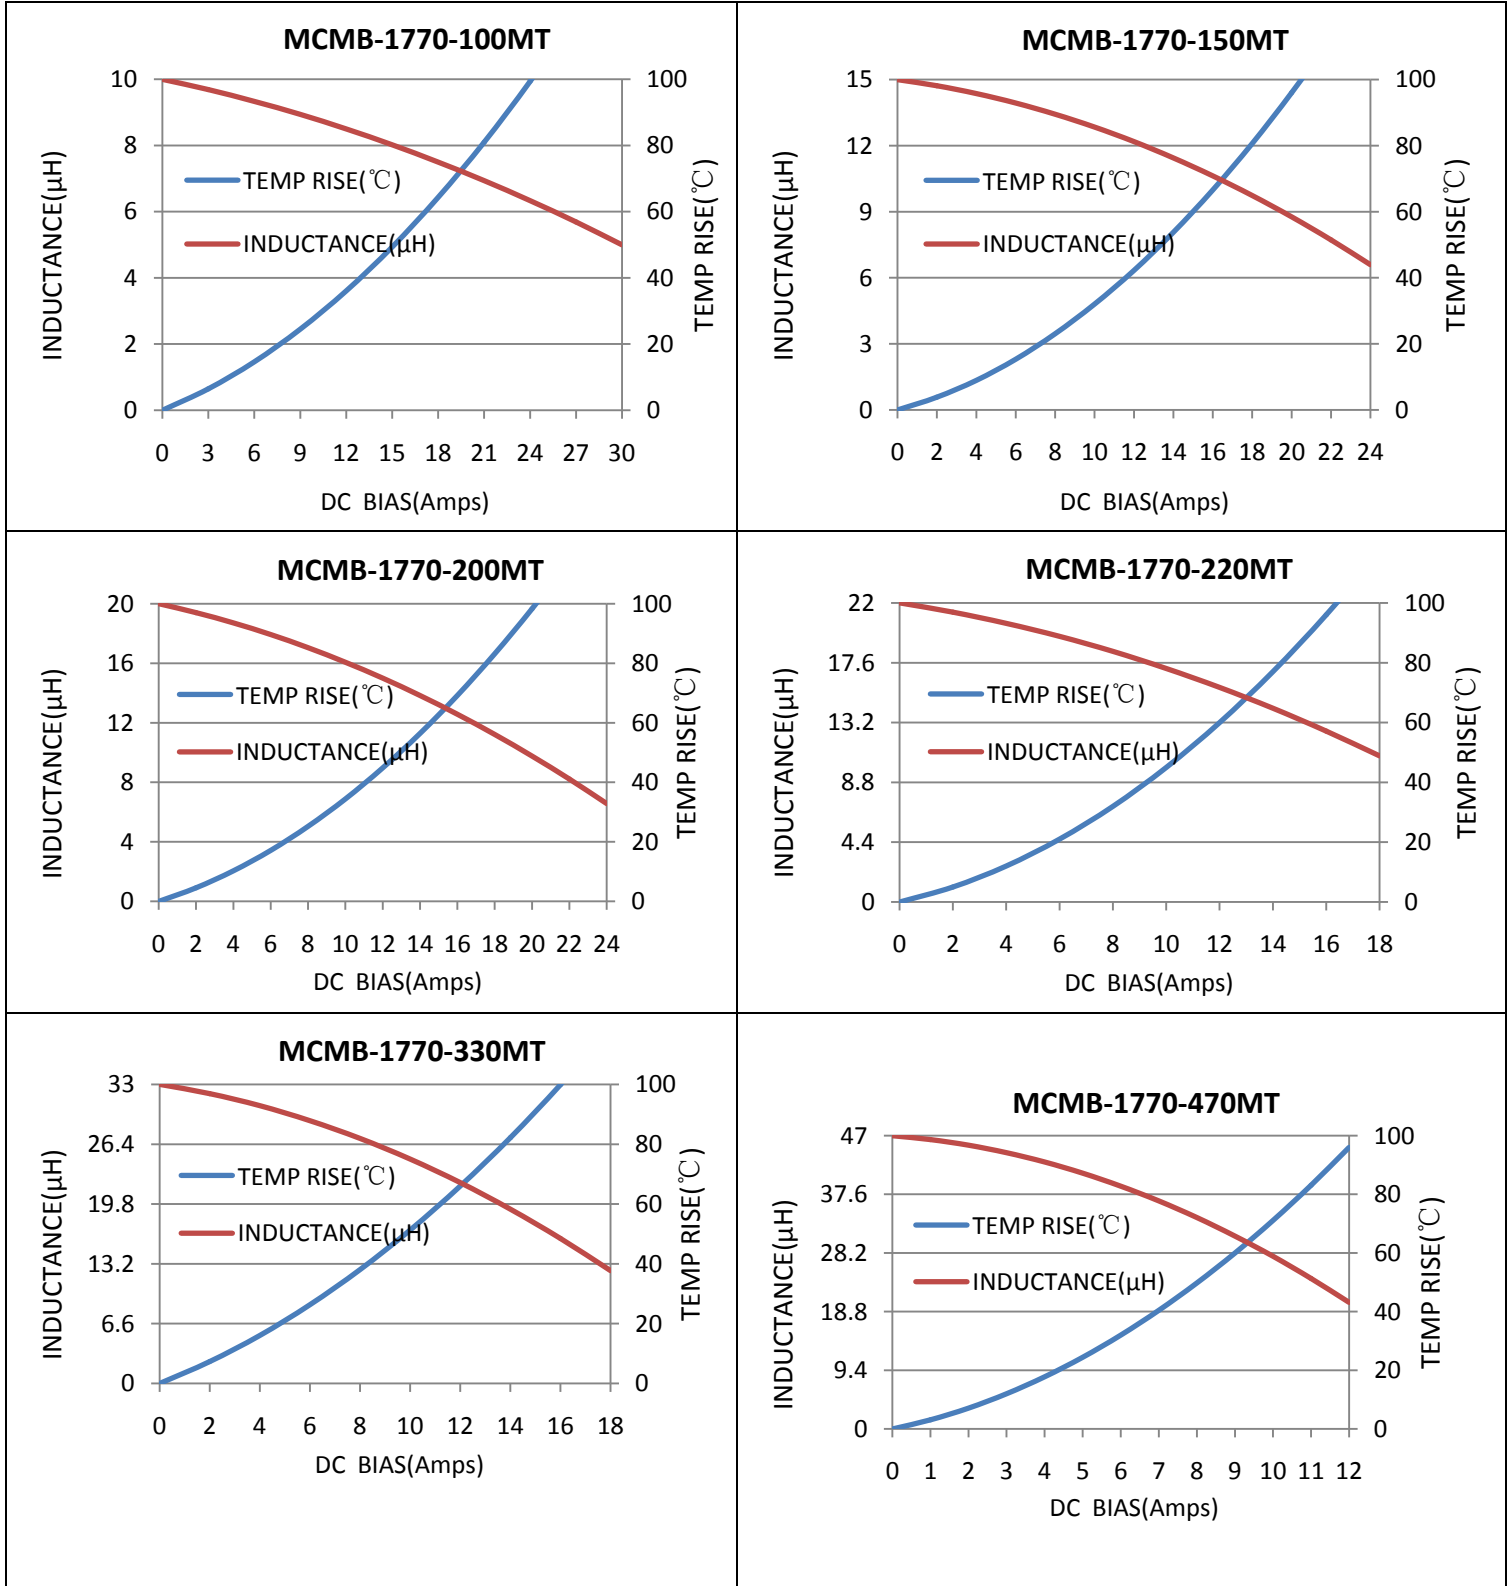 MCMB-1770-100MT
INDUCTANCE(μH)
10
8
6
4
2
0
TEMP RISE(℃)
INDUCTANCE(μH)
100
80
60
40
20
0
TEMP RISE(℃)
0 3 6 9 12 15 18 21 24 27 30
DC BIAS(Amps)
MCMB-1770-150MT
INDUCTANCE(μH)
15
12
9
6
3
0
TEMP RISE(℃)
INDUCTANCE(μH)
100
80
60
40
20
0
TEMP RISE(℃)
0 2 4 6 8 10 12 14 16 18 20 22 24
DC BIAS(Amps)
MCMB-1770-200MT
INDUCTANCE(μH)
20
16
12
8
4
0
TEMP RISE(℃)
INDUCTANCE(μH)
100
80
60
40
20
0
TEMP RISE(℃)
0 2 4 6 8 10 12 14 16 18 20 22 24
DC BIAS(Amps)
MCMB-1770-220MT
INDUCTANCE(μH)
22
17.6
13.2
8.8
4.4
0
TEMP RISE(℃)
INDUCTANCE(μH)
100
80
60
40
20
0
TEMP RISE(℃)
0 2 4 6 8 10 12 14 16 18
DC BIAS(Amps)
MCMB-1770-330MT
INDUCTANCE(μH)
33
26.4
19.8
13.2
6.6
0
TEMP RISE(℃)
INDUCTANCE(μH)
100
80
60
40
20
0
TEMP RISE(℃)
0 2 4 6 8 10 12 14 16 18
DC BIAS(Amps)
MCMB-1770-470MT
INDUCTANCE(μH)
47
37.6
28.2
18.8
9.4
0
TEMP RISE(℃)
INDUCTANCE(μH)
100
80
60
40
20
0
TEMP RISE(℃)
0 1 2 3 4 5 6 7 8 9 10 11 12
DC BIAS(Amps)